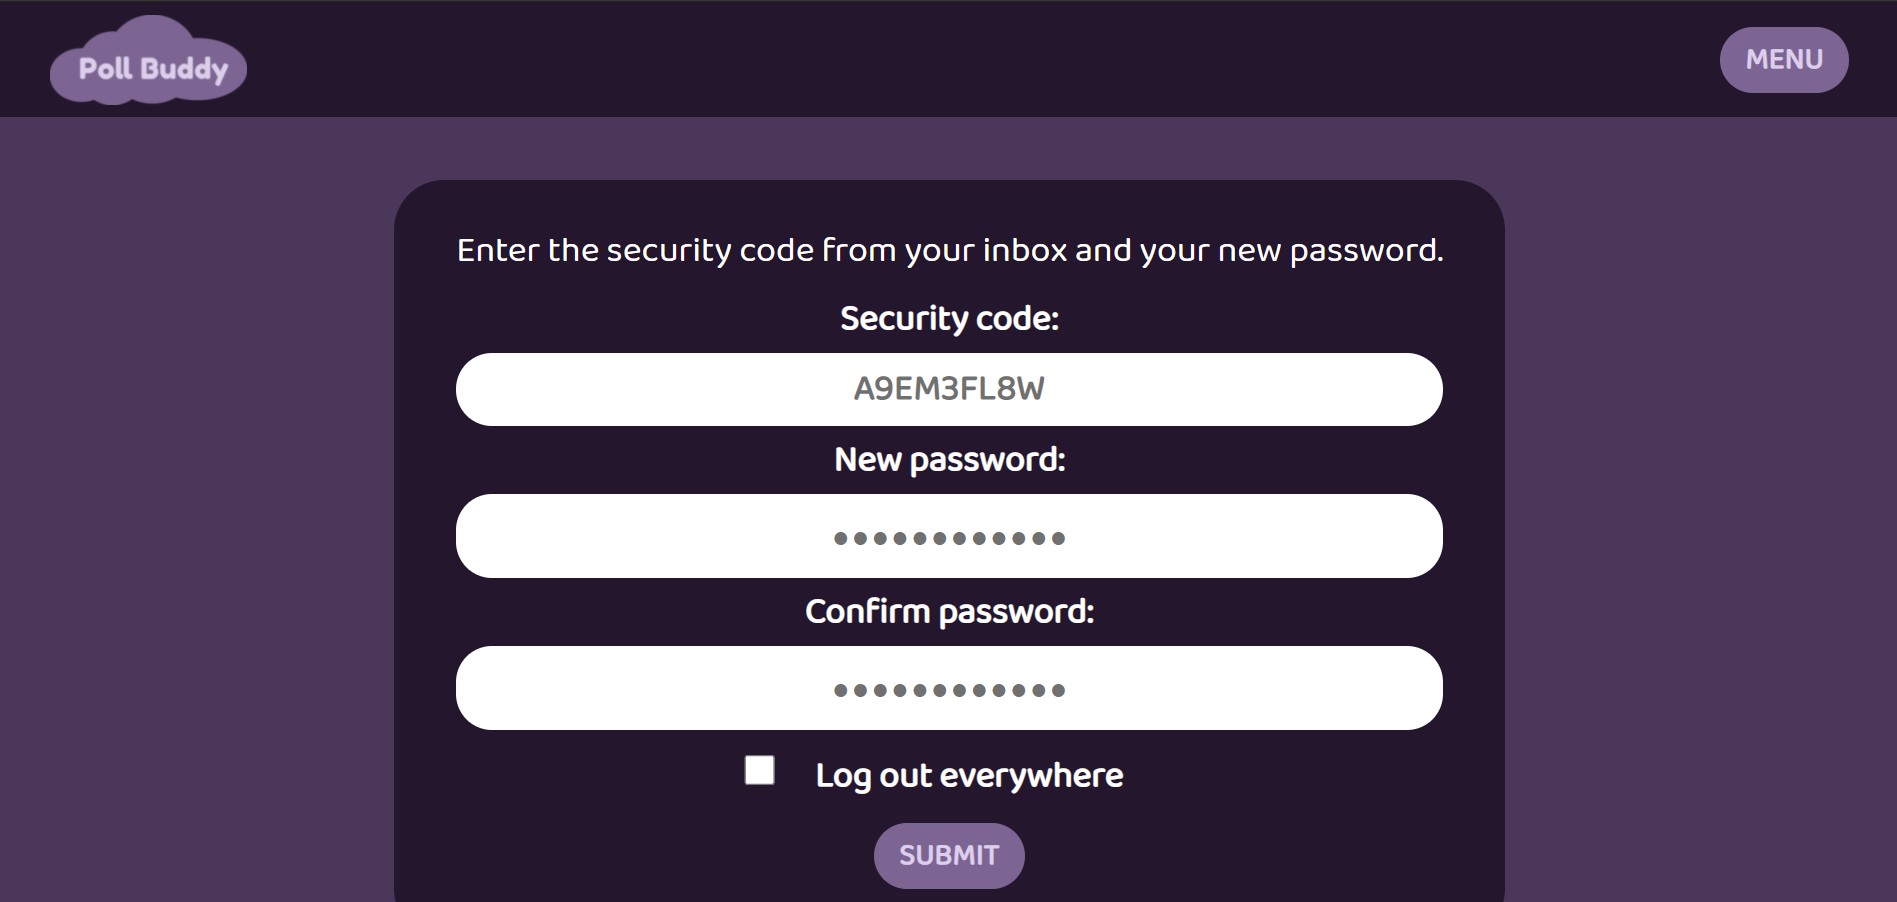 Poll Buddy
MENU
Enter the security code from your inbox and your new password.
Security code:
A9EM3FL8W
New password:
••••••••••••
Confirm password:
••••••••••••
Log out everywhere
SUBMIT